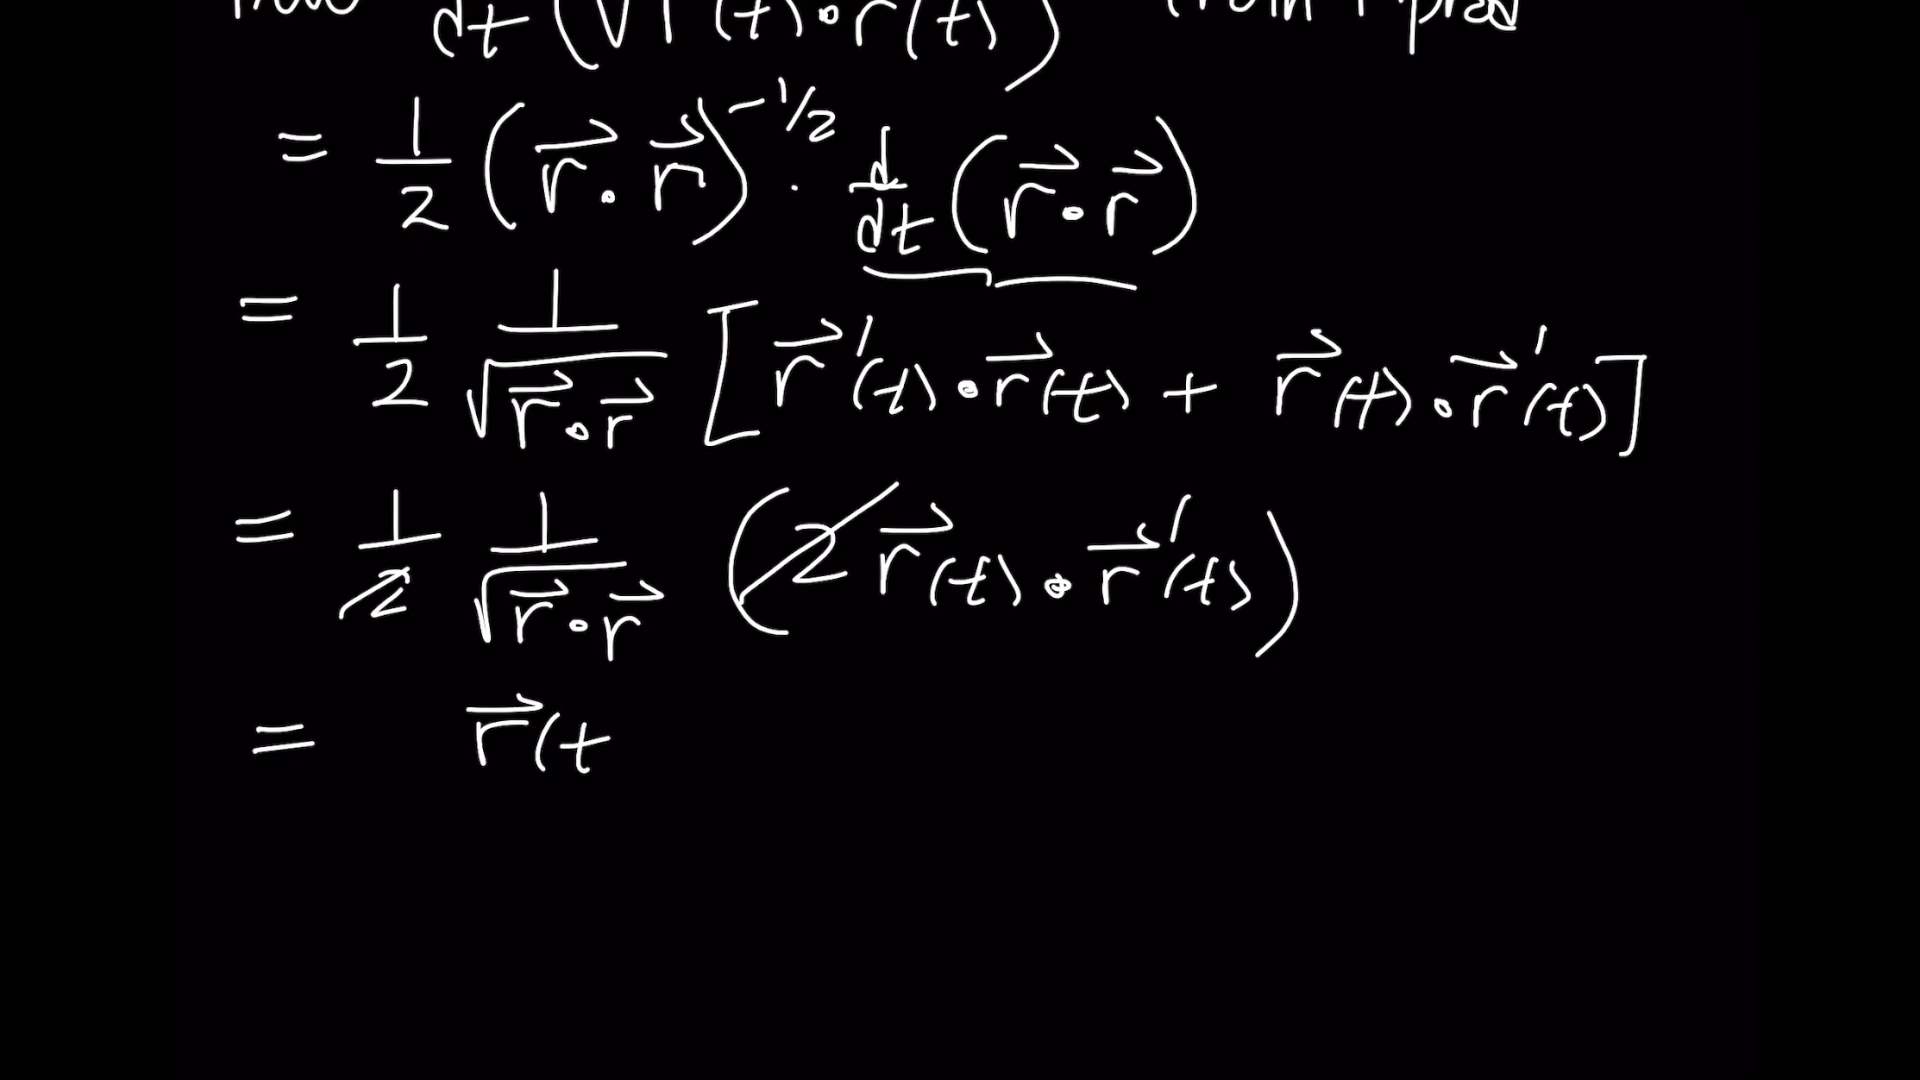 d/dt (√r(t)·r(t))
= 1/2 (r⃗·r⃗)^(-1/2) · d/dt (r⃗·r⃗)
= 1/2 1/√(r⃗·r⃗) [r⃗'(t)·r⃗(t) + r⃗(t)·r⃗'(t)]
= 1/2 1/√(r⃗·r⃗) (2 r⃗(t)·r⃗'(t))
= r⃗(t